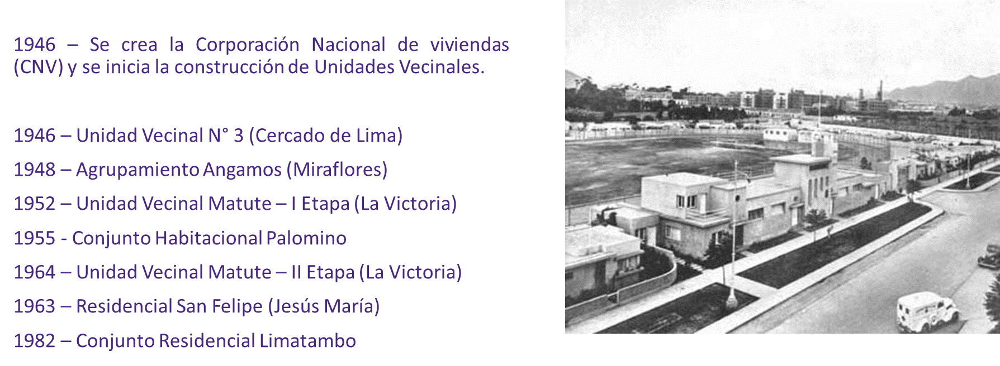 1946 – Se crea la Corporación Nacional de viviendas
(CNV) y se inicia la construcción de Unidades Vecinales.
1946 – Unidad Vecinal N° 3 (Cercado de Lima)
1948 – Agrupamiento Angamos (Miraflores)
1952 – Unidad Vecinal Matute – I Etapa (La Victoria)
1955 - Conjunto Habitacional Palomino
1964 – Unidad Vecinal Matute – II Etapa (La Victoria)
1963 – Residencial San Felipe (Jesús María)
1982 – Conjunto Residencial Limatambo